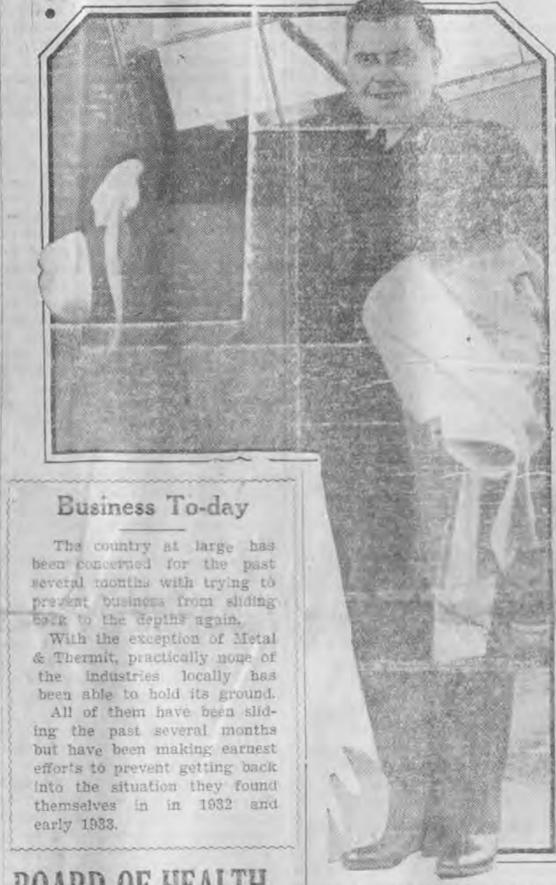 Business To-day
The country at large has
been concerned for the past
several months with trying to
prevent business from sliding
back to the depths again.
With the exception of Metal
& Thermit, practically none of
the industries locally has
been able to hold its ground.
All of them have been slid-
ing the past several months
but have been making earnest
efforts to prevent getting back
into the situation they found
themselves in in 1932 and
early 1933.
BOARD OF HEALTH